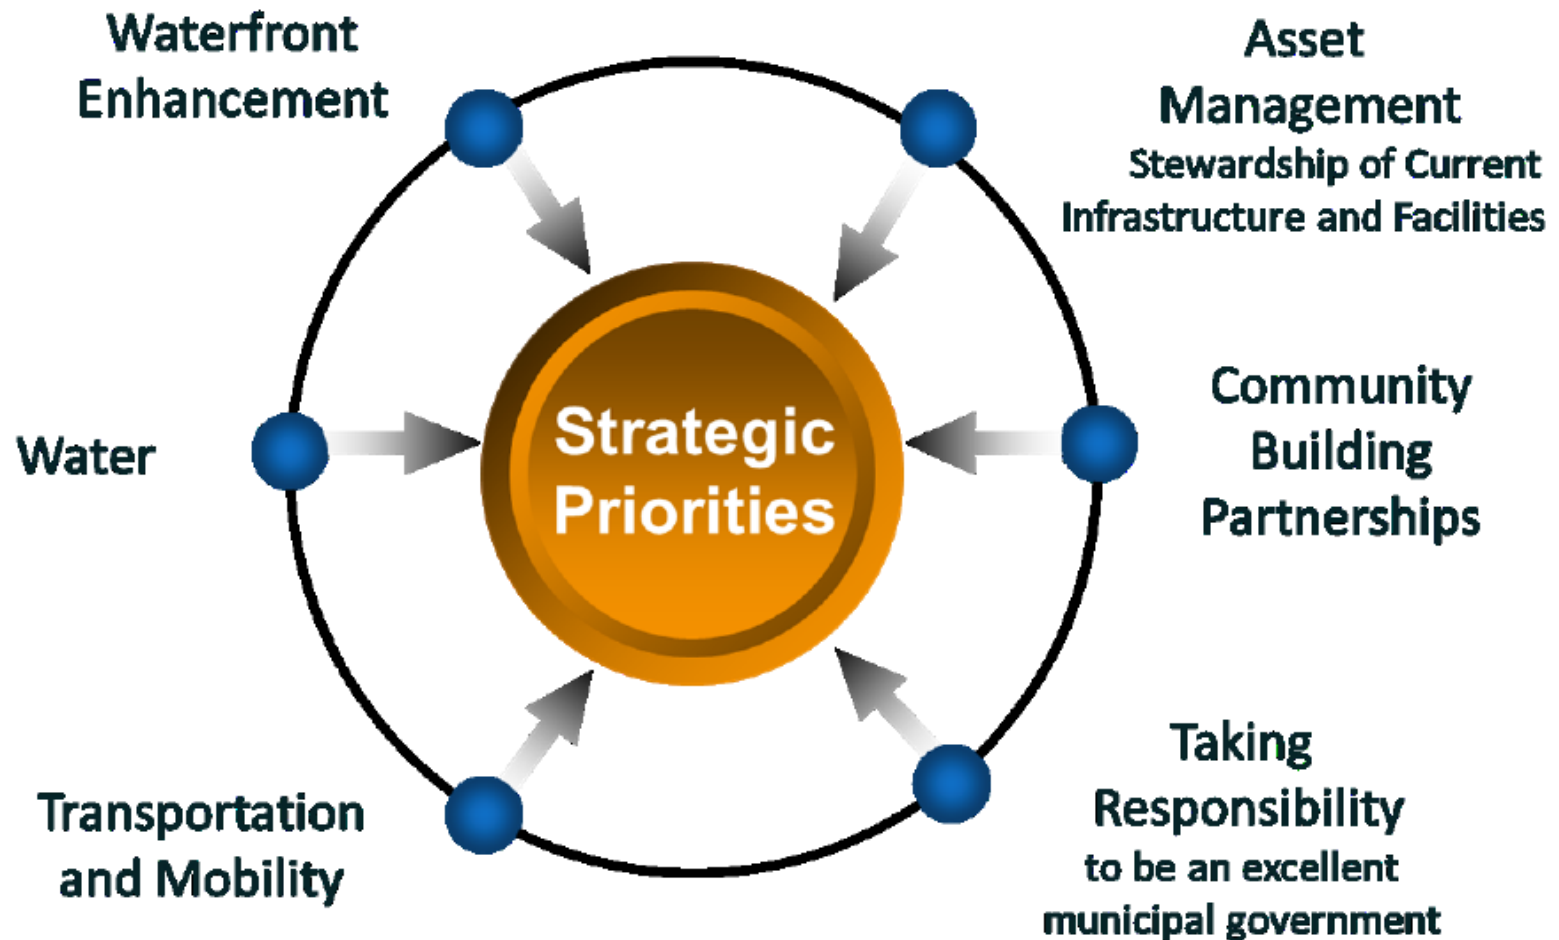 Waterfront
Enhancement
Asset
Management
Stewardship of Current
Infrastructure and Facilities
Water
Strategic
Priorities
Community
Building
Partnerships
Transportation
and Mobility
Taking
Responsibility
to be an excellent
municipal government